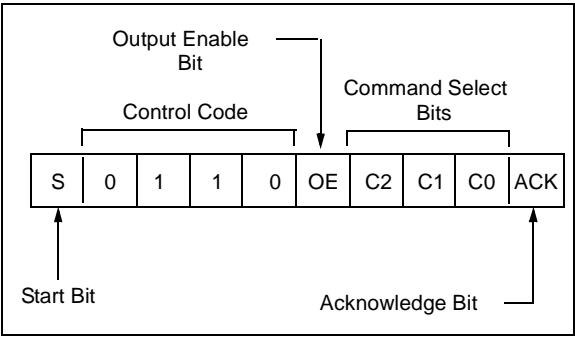 Output Enable
Bit
Control Code
Command Select
Bits
S 0 1 1 0 OE C2 C1 C0 ACK
Start Bit
Acknowledge Bit